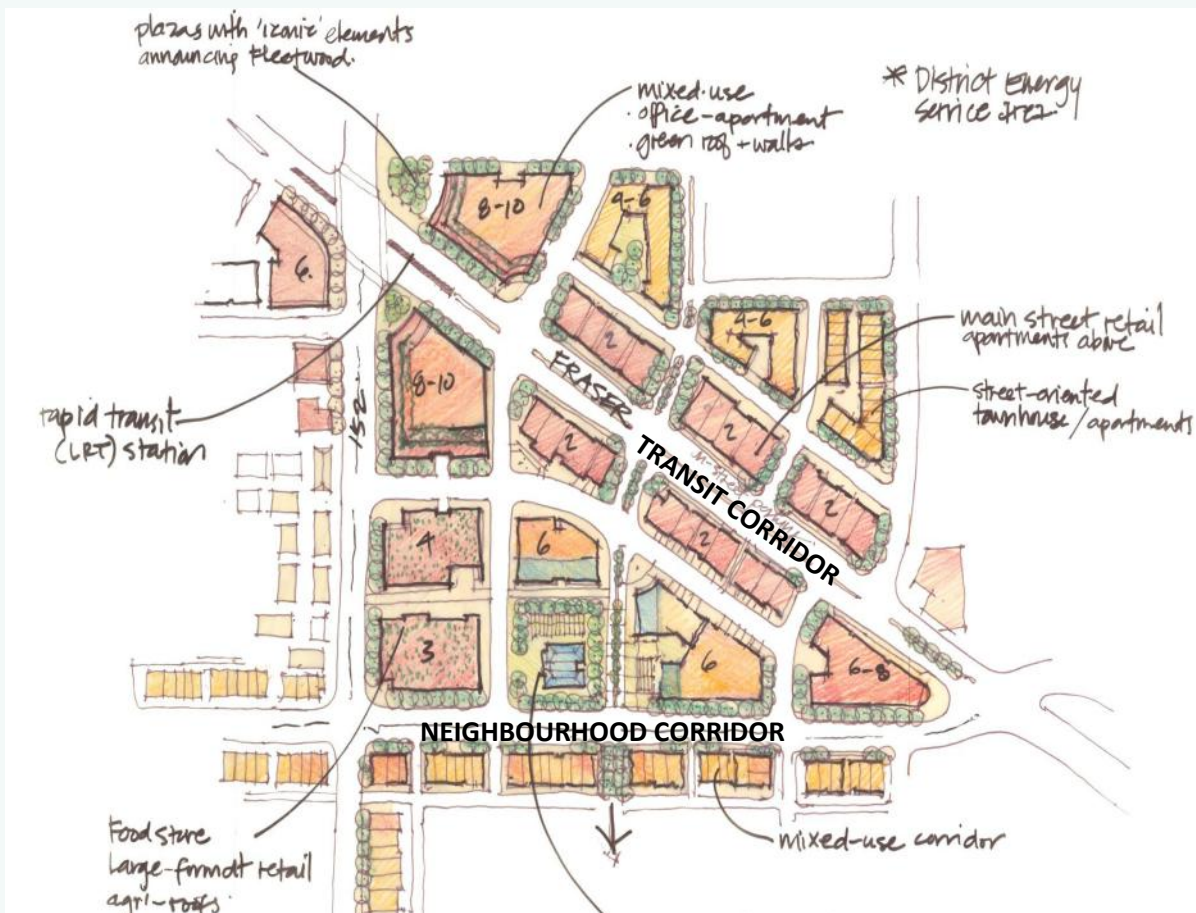 plazas with 'iconic' elements
announcing Fleetwood.
mixed-use
• office-apartment
• green roof + walls
* District Energy
service area
8-10
4-6
6
8-10
2
4-6
main street retail
apartments above
street-oriented
townhouse/apartments
rapid transit
(LRT) station
152
FRASER
2
2
2
TRANSIT CORRIDOR
2
4
6
3
6
6-8
NEIGHBOURHOOD CORRIDOR
Food store
large-format retail
agri-roofs
mixed-use corridor